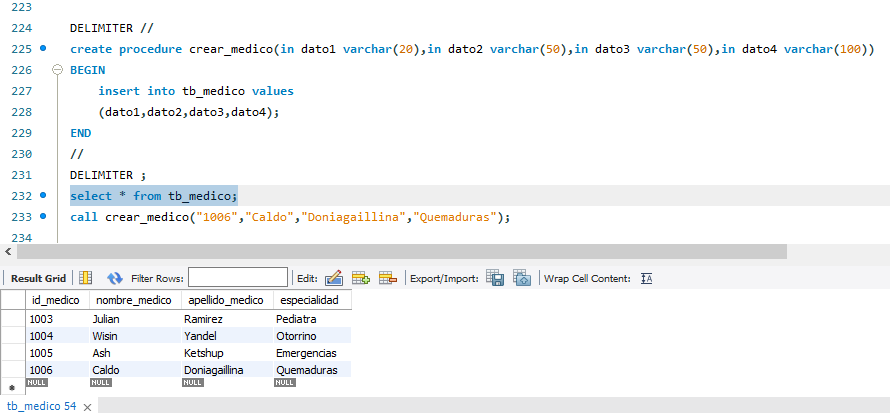 223
224 DELIMITER //
225 create procedure crear_medico(in dato1 varchar(20),in dato2 varchar(50),in dato3 varchar(50),in dato4 varchar(100))
226 BEGIN
227 insert into tb_medico values
228 (dato1,dato2,dato3,dato4);
229 END
230 //
231 DELIMITER ;
232 select * from tb_medico;
233 call crear_medico("1006","Caldo","Doniagaillina","Quemaduras");
234
Result Grid Filter Rows: Edit: Export/Import: Wrap Cell Content: IA
id_medico nombre_medico apellido_medico especialidad
1003 Julian Ramirez Pediatra
1004 Wisin Yandel Otorrino
1005 Ash Ketshup Emergencias
1006 Caldo Doniagaillina Quemaduras
NULL NULL NULL NULL
tb_medico 54